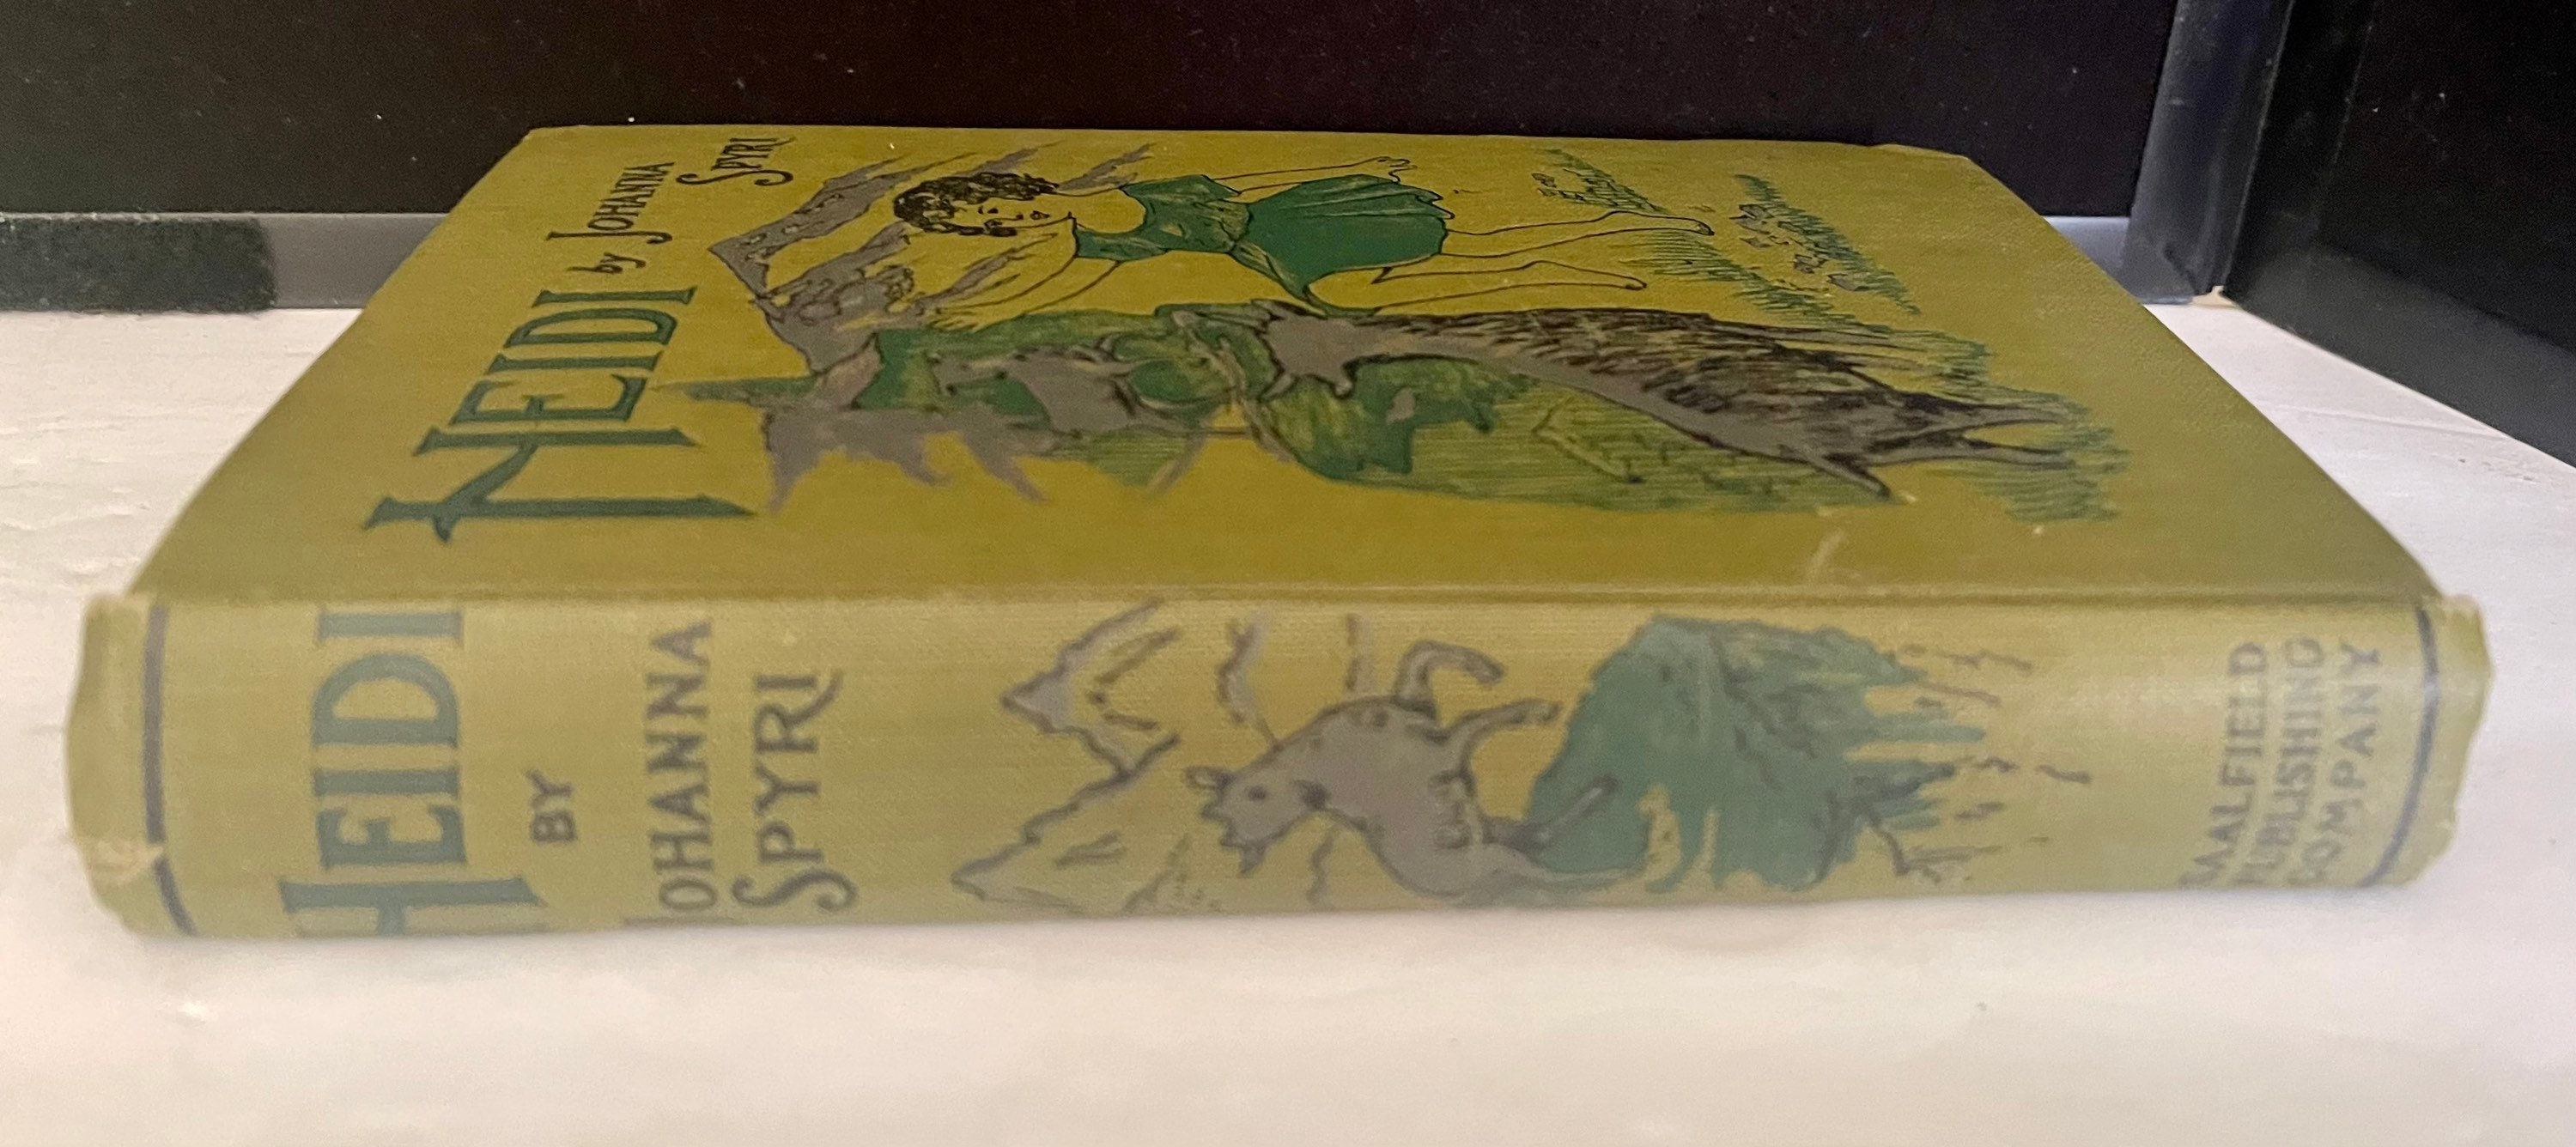 HEIDI
by JOHANNA
SPYRI
HEIDI
BY
JOHANNA
SPYRI
SAALFIELD
PUBLISHING
COMPANY